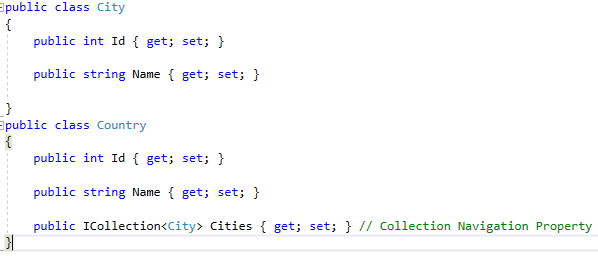 public class City
{
public int Id { get; set; }
public string Name { get; set; }
}
public class Country
{
public int Id { get; set; }
public string Name { get; set; }
public ICollection<City> Cities { get; set; } // Collection Navigation Property
}